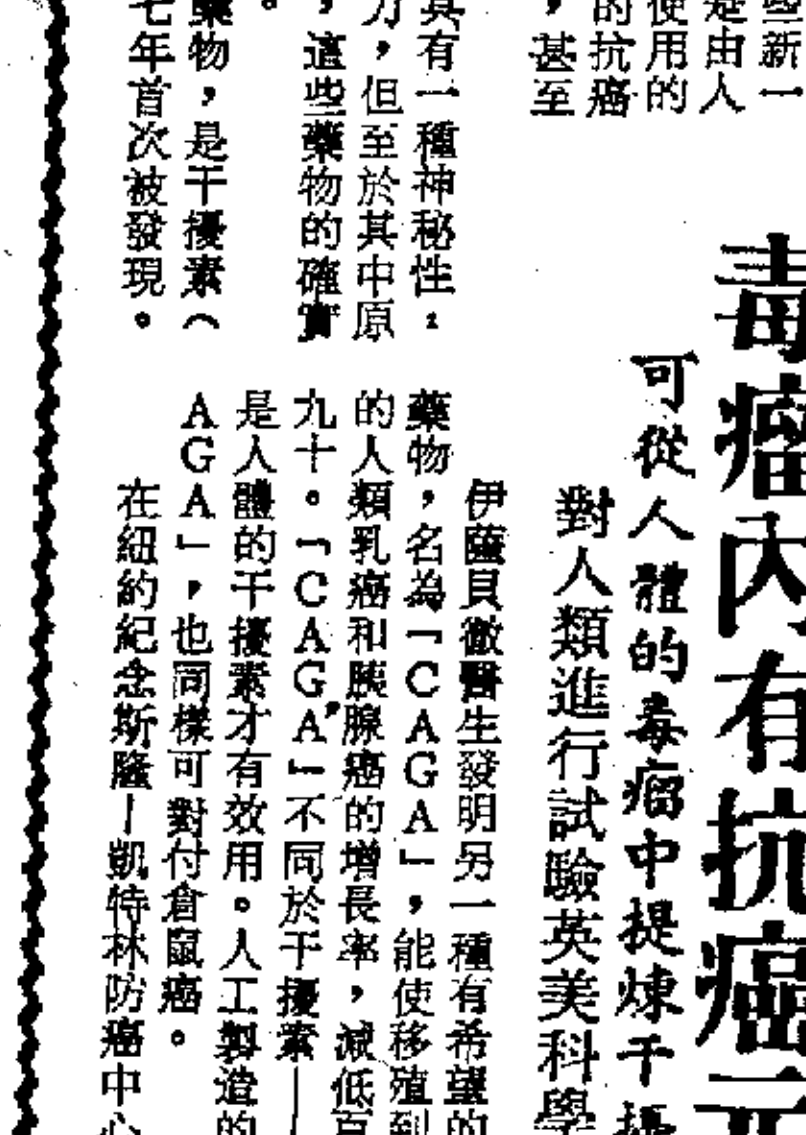 毒瘤內有抗癌元
可從人體的毒瘤中提煉干擾
對人類進行試驗英美科學
些新一
是由人
使用的
的抗癌
，甚至
具有一種神秘性：
力，但至於其中原
，這些藥物的確實
。
藥物，是干擾素（
七年首次被發現。
伊薩貝徹醫生發明另一種有希望的
藥物，名為「CAGA」，能使移殖到
的人類乳癌和胰腺癌的增長率，減低百
九十。「CAGA」不同於干擾素—
是人體的干擾素才有效用。人工製造的
AGA」，也同樣可對付倉鼠癌。
在紐約紀念斯隆—凱特林防癌中心